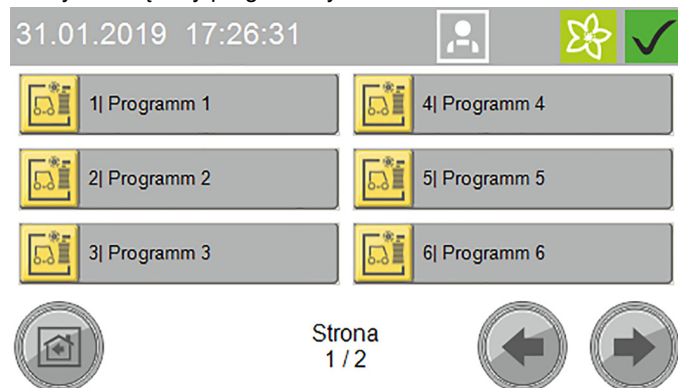 31.01.2019 17:26:31
1| Programm 1
4| Programm 4
2| Programm 2
5| Programm 5
3| Programm 3
6| Programm 6
Strona
1 / 2